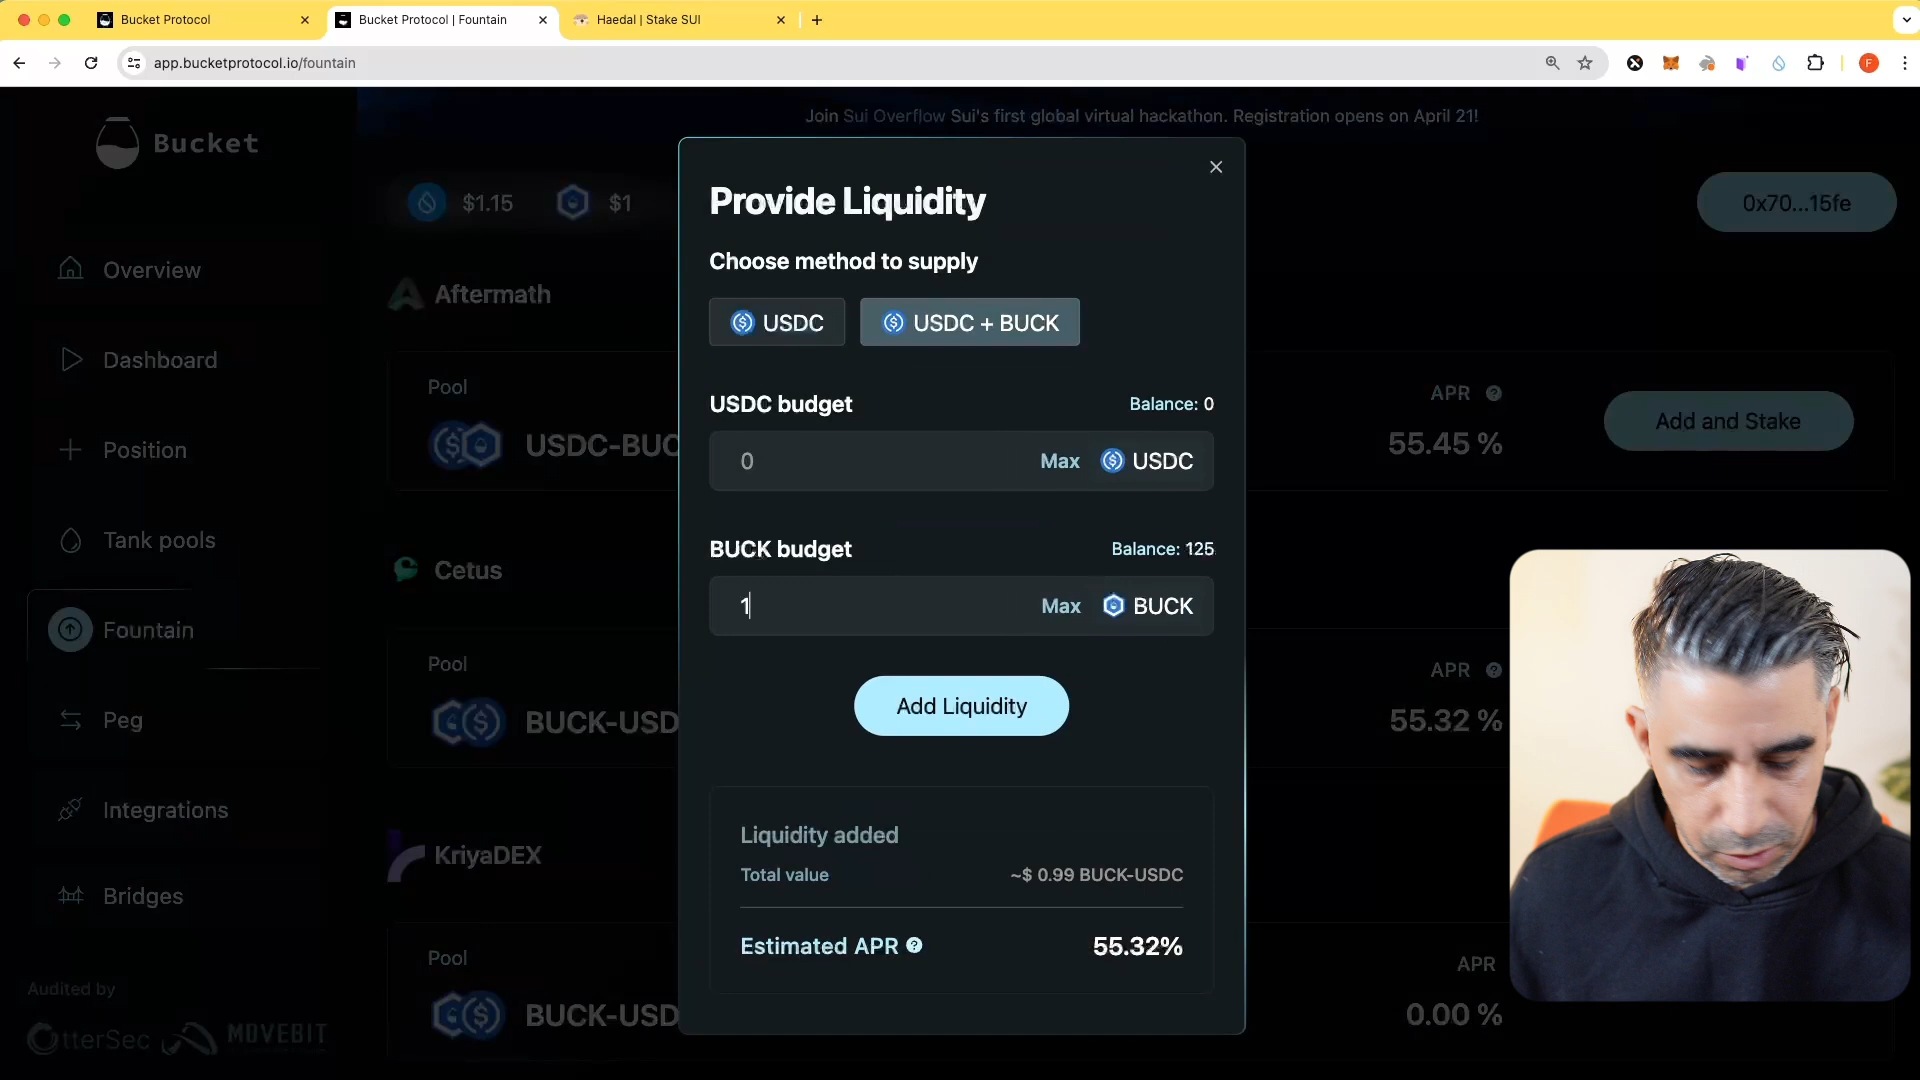 Bucket Protocol
Bucket Protocol | Fountain
Haedal | Stake SUI
app.bucketprotocol.io/fountain
F
Join Sui Overflow Sui's first global virtual hackathon. Registration opens on April 21!
Bucket
$1.15
$1
0x70...15fe
Overview
Dashboard
Position
Tank pools
Fountain
Peg
Integrations
Bridges
Audited by
OtterSec
MOVEBIT
Aftermath
Pool
USDC-BUC
APR
55.45 %
Add and Stake
Cetus
Pool
BUCK-USD
APR
55.32 %
KriyaDEX
Pool
BUCK-USD
APR
0.00 %
Provide Liquidity
Choose method to supply
USDC
USDC + BUCK
USDC budget
Balance: 0
0
Max
USDC
BUCK budget
Balance: 125
1
Max
BUCK
Add Liquidity
Liquidity added
Total value
~$ 0.99 BUCK-USDC
Estimated APR
55.32%